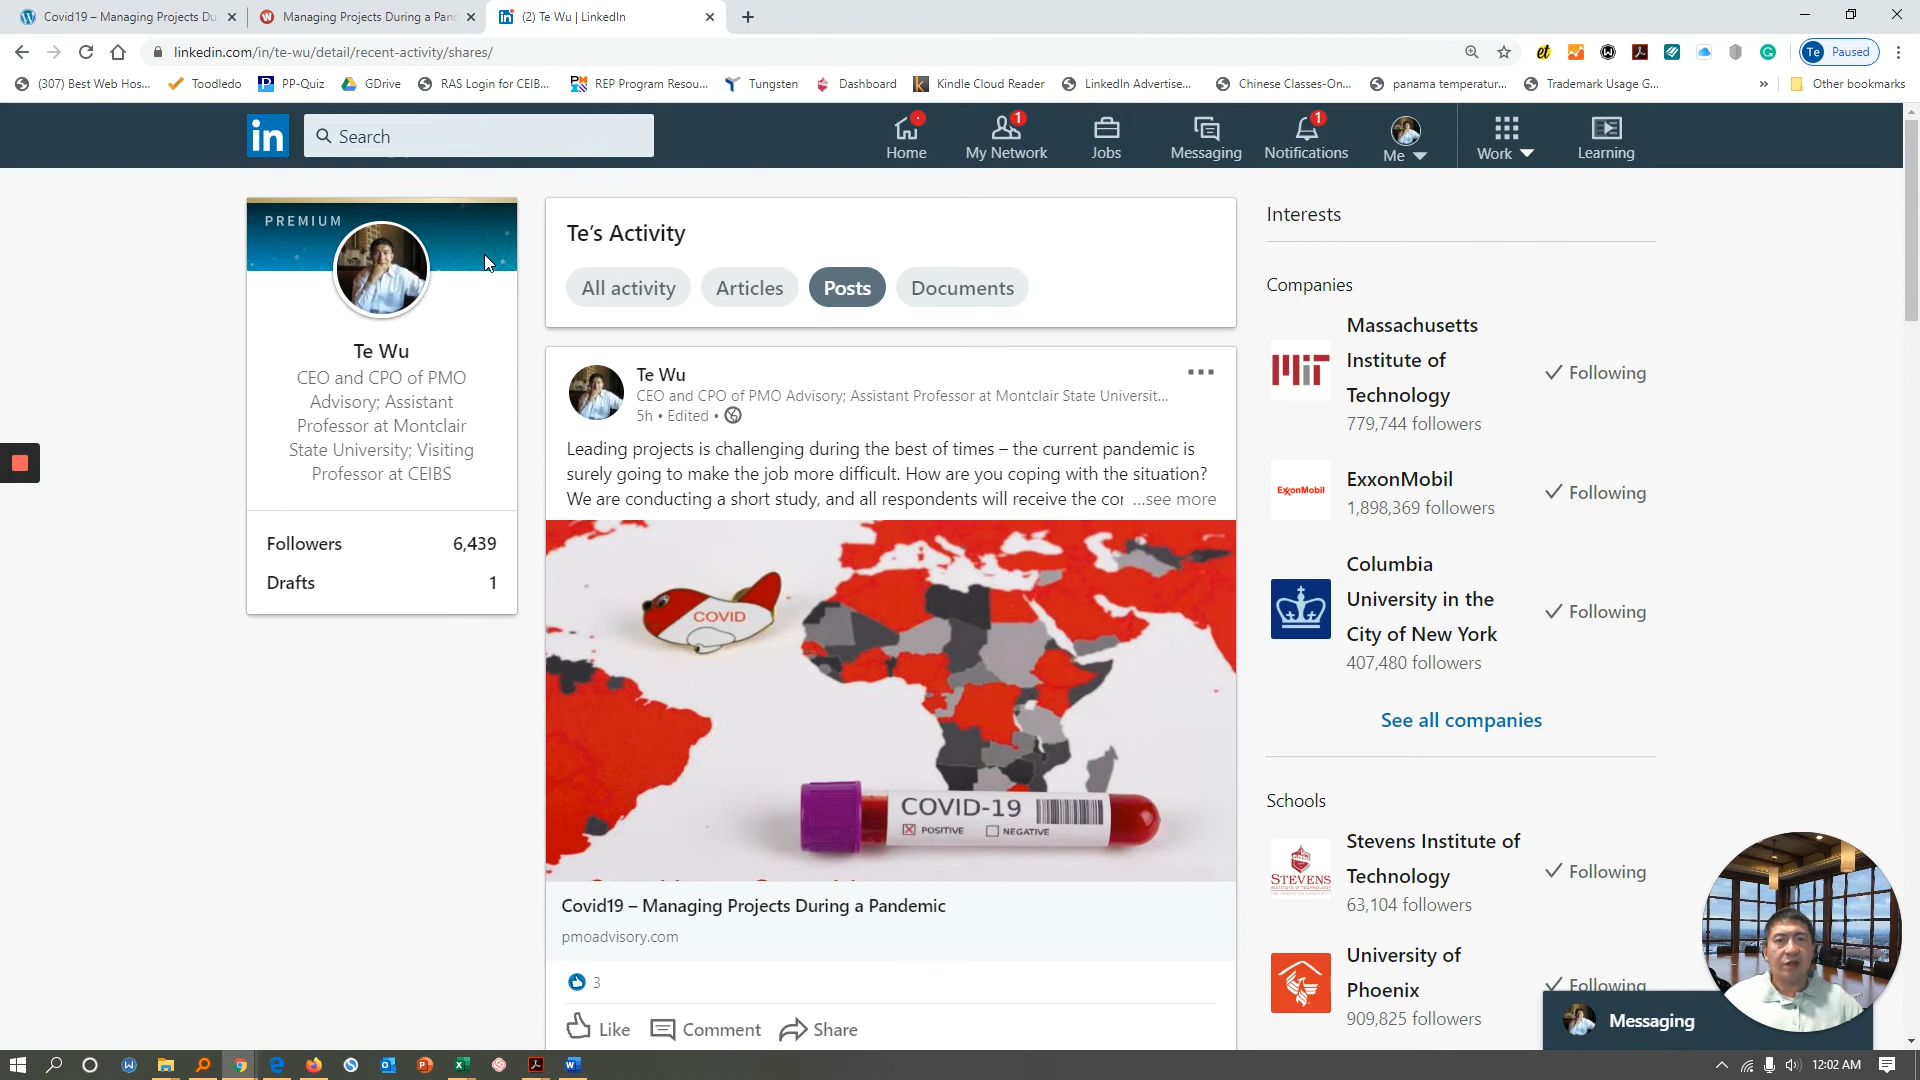 Covid19 – Managing Projects Du
Managing Projects During a Pan
(2) Te Wu | LinkedIn
linkedin.com/in/te-wu/detail/recent-activity/shares/
et
Te Paused
(307) Best Web Hos...
Toodledo
PP-Quiz
GDrive
RAS Login for CEIB...
REP Program Resou...
Tungsten
Dashboard
Kindle Cloud Reader
LinkedIn Advertise...
Chinese Classes-On...
panama temperatur...
Trademark Usage G...
»
Other bookmarks
in
Search
Home
1
My Network
Jobs
Messaging
1
Notifications
Me
Work
Learning
PREMIUM
Te Wu
CEO and CPO of PMO
Advisory; Assistant
Professor at Montclair
State University; Visiting
Professor at CEIBS
Followers 6,439
Drafts 1
Te's Activity
All activity Articles Posts Documents
Te Wu
CEO and CPO of PMO Advisory; Assistant Professor at Montclair State Universit...
5h • Edited •
Leading projects is challenging during the best of times – the current pandemic is
surely going to make the job more difficult. How are you coping with the situation?
We are conducting a short study, and all respondents will receive the cor ...see more
COVID
COVID-19
POSITIVE NEGATIVE
Covid19 – Managing Projects During a Pandemic
pmoadvisory.com
3
Like Comment Share
Interests
Companies
MIT
Massachusetts
Institute of
Technology
779,744 followers
Following
ExxonMobil
ExxonMobil
1,898,369 followers
Following
Columbia
University in the
City of New York
407,480 followers
Following
See all companies
Schools
STEVENS
Stevens Institute of
Technology
63,104 followers
Following
University of
Phoenix
909,825 followers
Following
Messaging
12:02 AM